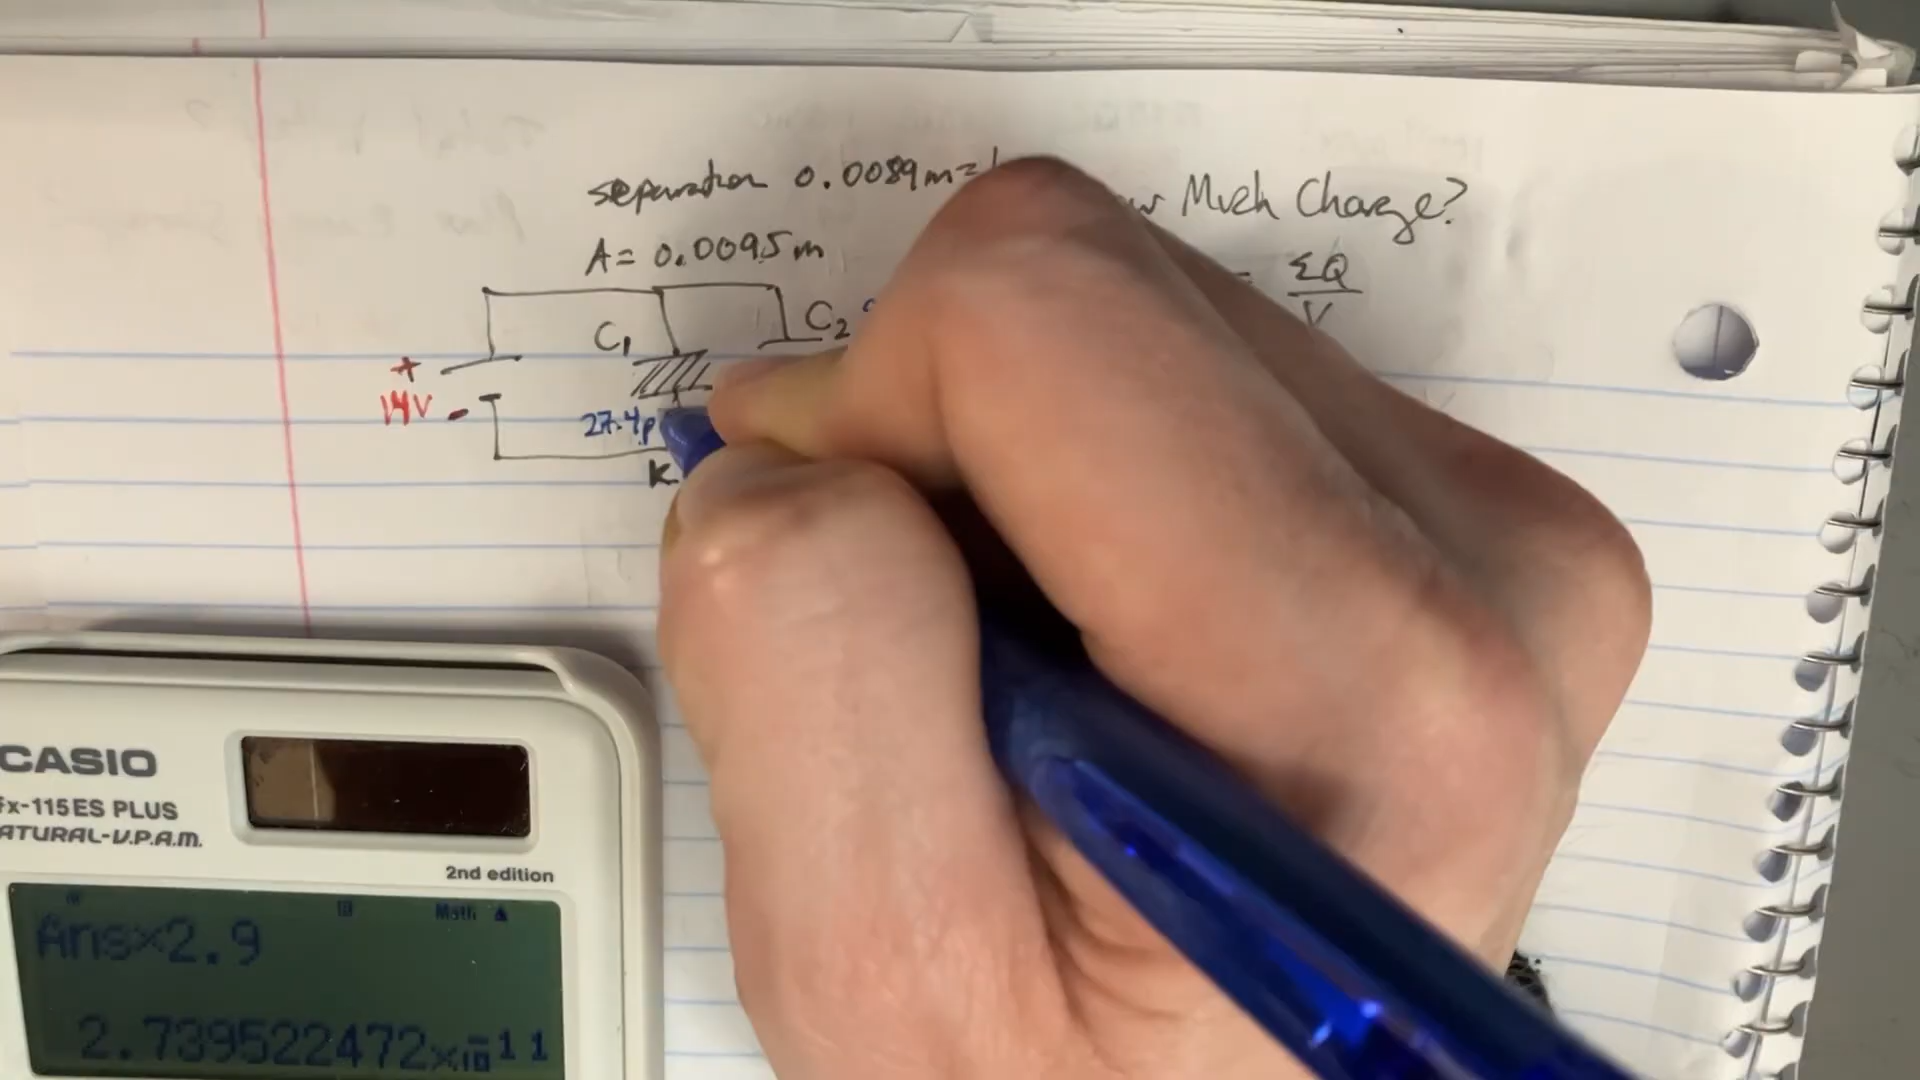 separation 0.0089m=
Much Charge?
A= 0.0095m
= ΣQ
V
C₁
C₂
+
14V -
27.4p
K
CASIO
fx-115ES PLUS
ATURAL-V.P.A.M.
2nd edition
Math ▲
Ans×2.9
2.739522472×10⁻¹¹